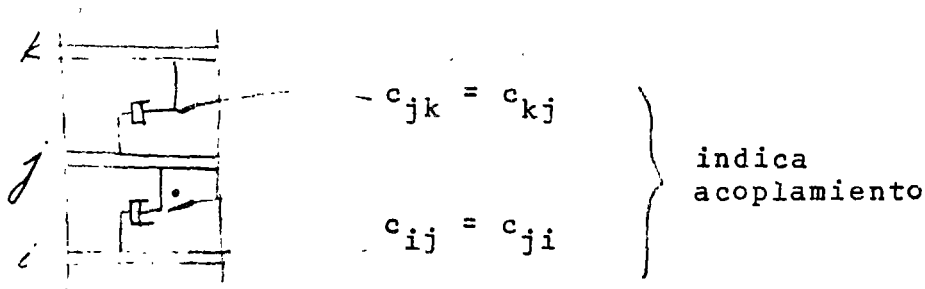 k
c_jk = c_kj
j
indica
acoplamiento
c_ij = c_ji
i